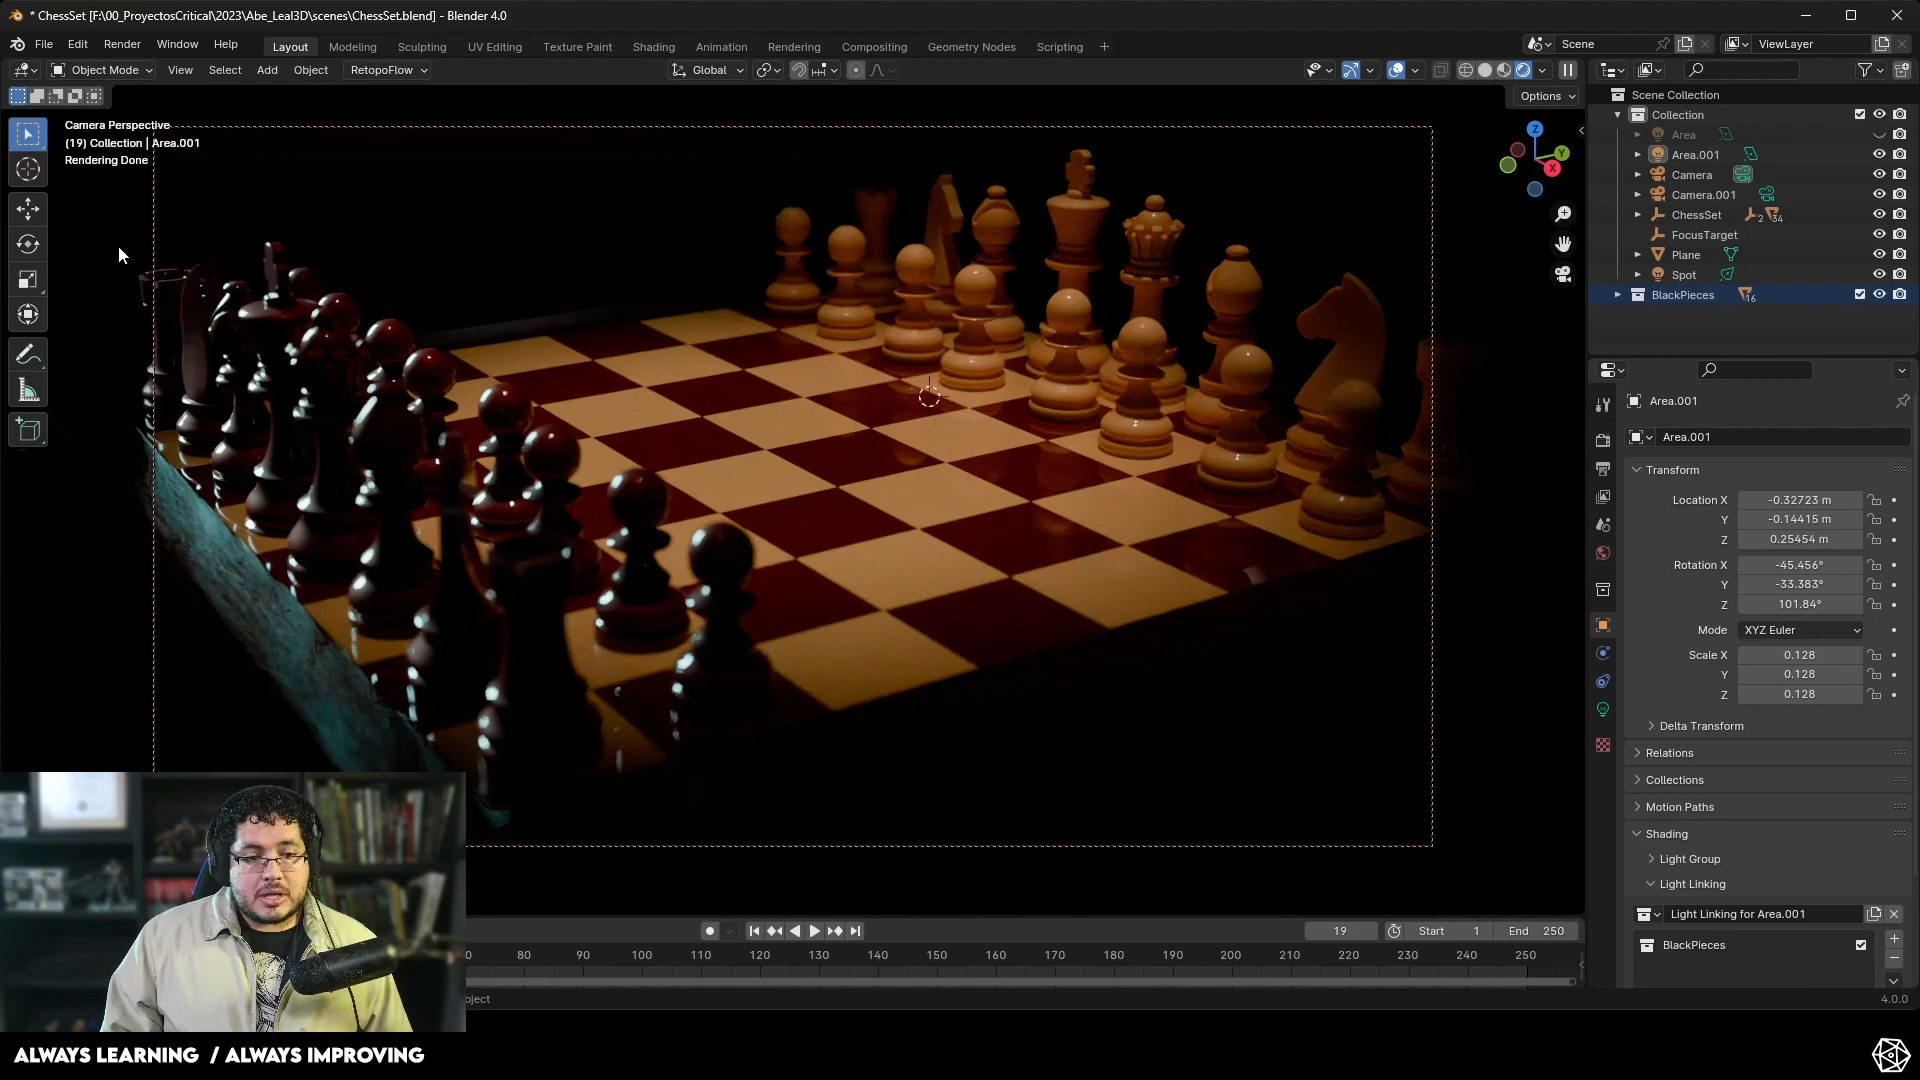 * ChessSet [F:\00_ProyectosCritical\2023\Abe_Leal3D\scenes\ChessSet.blend] - Blender 4.0
File Edit Render Window Help
Layout Modeling Sculpting UV Editing Texture Paint Shading Animation Rendering Compositing Geometry Nodes Scripting +
Scene
ViewLayer
Object Mode View Select Add Object RetopoFlow
Global
Options
Camera Perspective
(19) Collection | Area.001
Rendering Done
Z
Y
X
Scene Collection
Collection
Area
Area.001
Camera
Camera.001
ChessSet 2 34
FocusTarget
Plane
Spot
BlackPieces 16
Area.001
Area.001
Transform
Location X -0.32723 m
Y -0.14415 m
Z 0.25454 m
Rotation X -45.456°
Y -33.383°
Z 101.84°
Mode XYZ Euler
Scale X 0.128
Y 0.128
Z 0.128
Delta Transform
Relations
Collections
Motion Paths
Shading
Light Group
Light Linking
Light Linking for Area.001
BlackPieces
19 Start 1 End 250
0 80 90 100 110 120 130 140 150 160 170 180 190 200 210 220 230 240 250
oject
4.0.0
ALWAYS LEARNING / ALWAYS IMPROVING